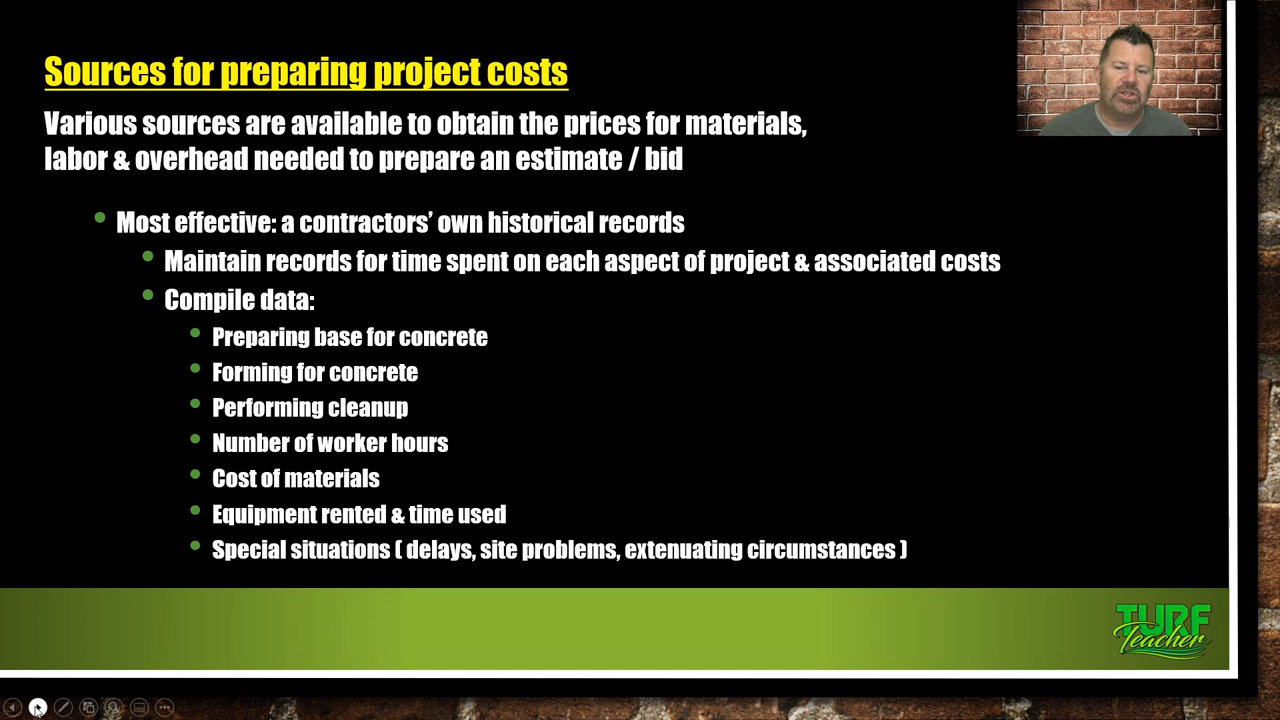 Sources for preparing project costs
Various sources are available to obtain the prices for materials,
labor & overhead needed to prepare an estimate / bid
Most effective: a contractors’ own historical records
Maintain records for time spent on each aspect of project & associated costs
Compile data:
Preparing base for concrete
Forming for concrete
Performing cleanup
Number of worker hours
Cost of materials
Equipment rented & time used
Special situations ( delays, site problems, extenuating circumstances )
TURF
Teacher